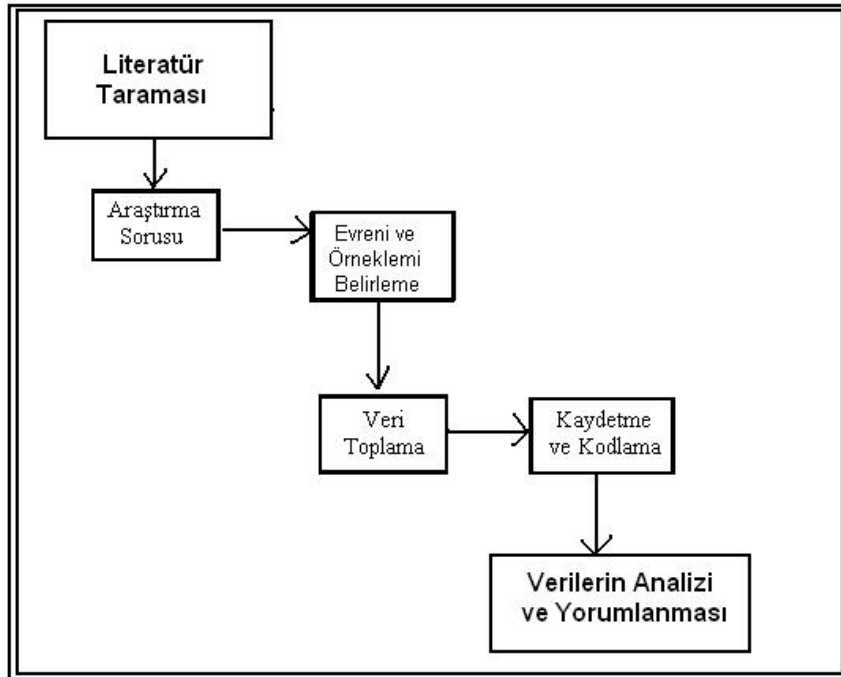 Literatür
Taraması
Araştırma
Sorusu
Evreni ve
Örneklemi
Belirleme
Veri
Toplama
Kaydetme
ve Kodlama
Verilerin Analizi
ve Yorumlanması